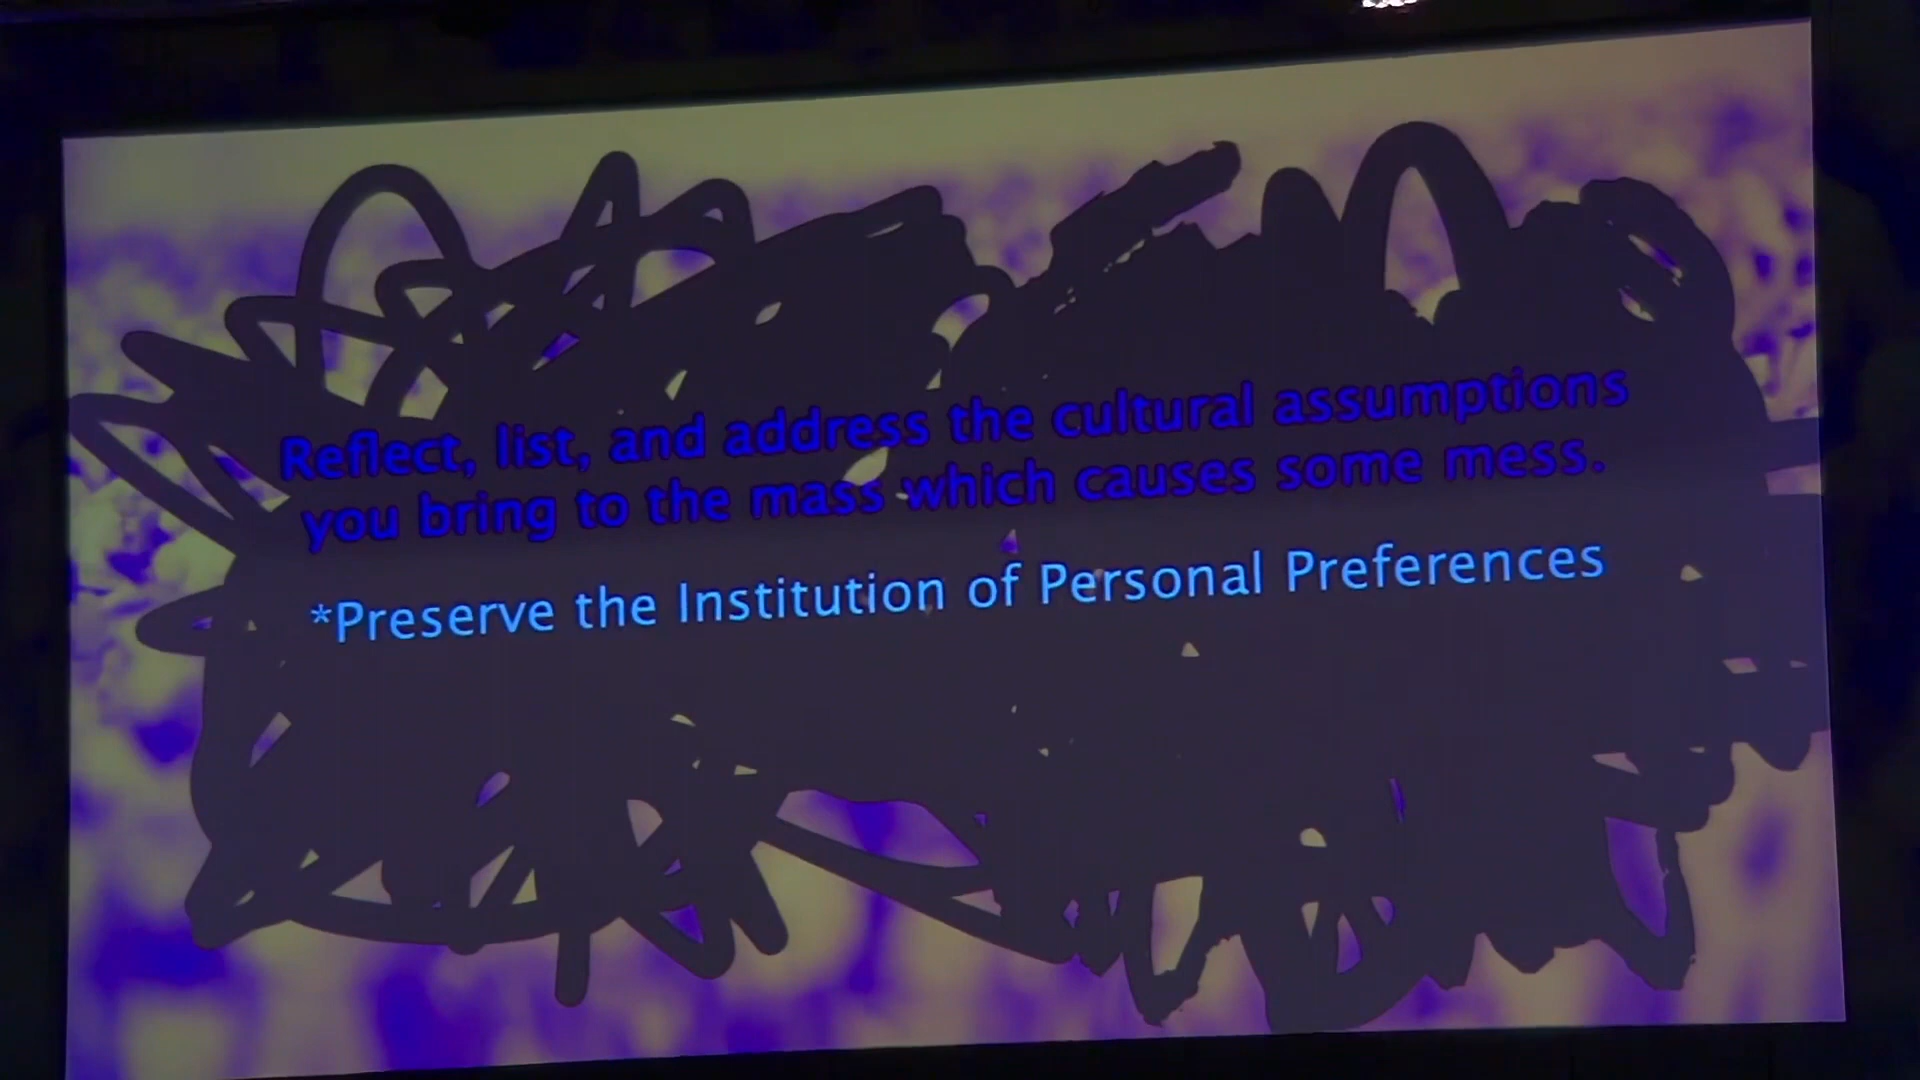 Reflect, list, and address the cultural assumptions
you bring to the mass which causes some mess.
*Preserve the Institution of Personal Preferences